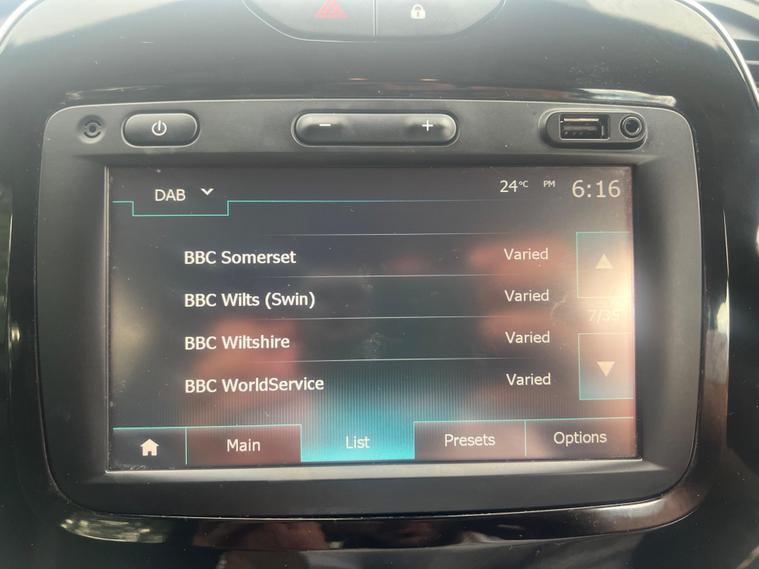 DAB 24°C PM 6:16
BBC Somerset Varied
BBC Wilts (Swin) Varied
7/35
BBC Wiltshire Varied
BBC WorldService Varied
Main List Presets Options